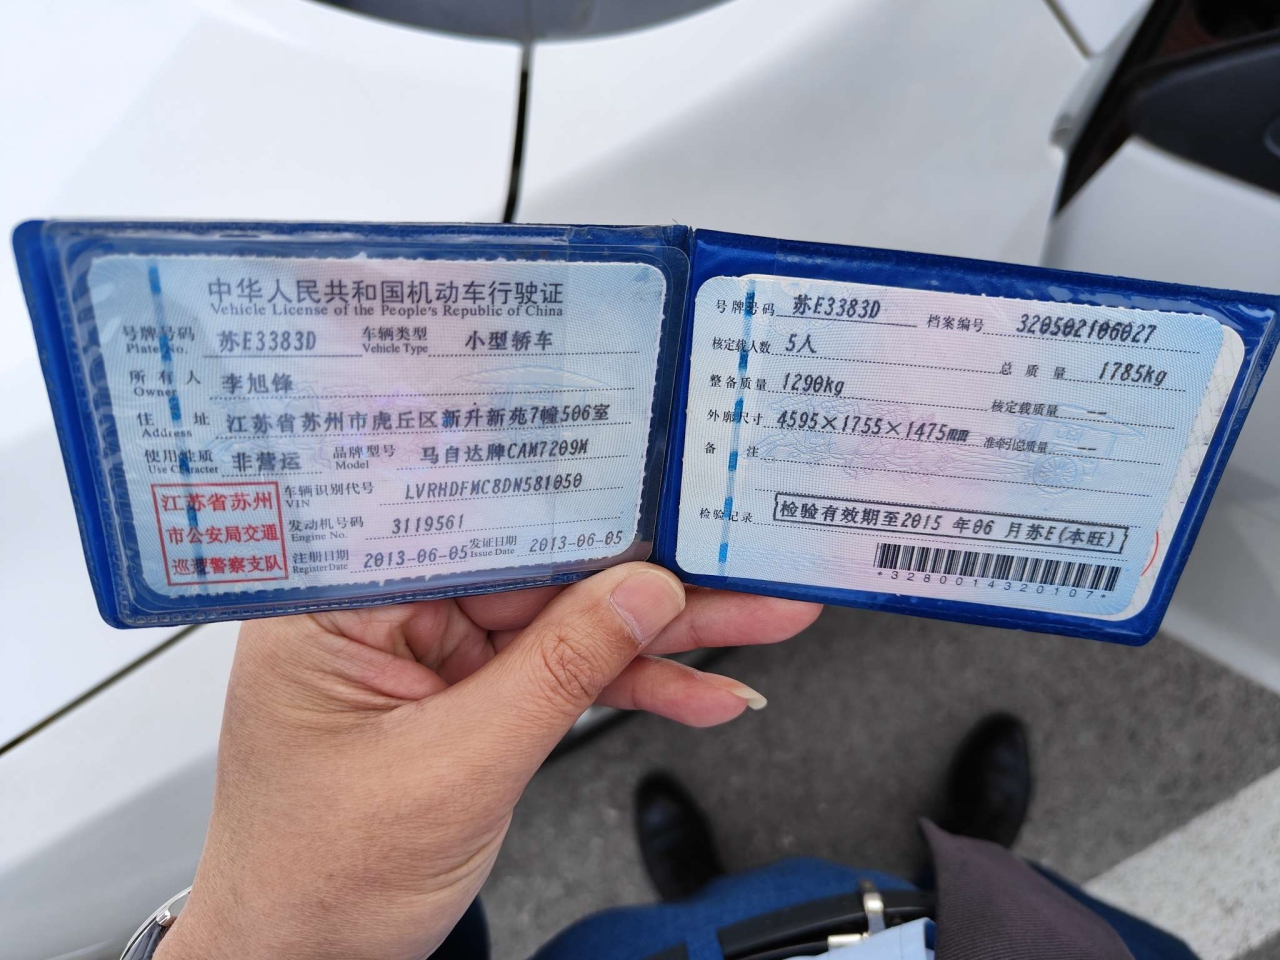 中华人民共和国机动车行驶证
Vehicle License of the People's Republic of China
号牌号码 苏E3383D 车辆类型 小型轿车
Plate No. Vehicle Type
所有人 李旭锋
Owner
住址 江苏省苏州市虎丘区新升新苑7幢506室
Address
使用性质 非营运 品牌型号 马自达牌CAM7209M
Use Character Model
江苏省苏州
市公安局交通
巡逻警察支队
车辆识别代号 LVRHDFMC8DN581050
VIN
发动机号码 3119561
Engine No.
注册日期 2013-06-05 发证日期 2013-06-05
Register Date Issue Date
号牌号码 苏E3383D 档案编号 320502106027
核定载人数 5人 总质量 1785kg
整备质量 1290kg 核定载质量 --
外廓尺寸 4595×1755×1475mm 准牵引总质量 --
备注
检验记录 检验有效期至2015 年06 月苏E(本旺)
*3280014320107*